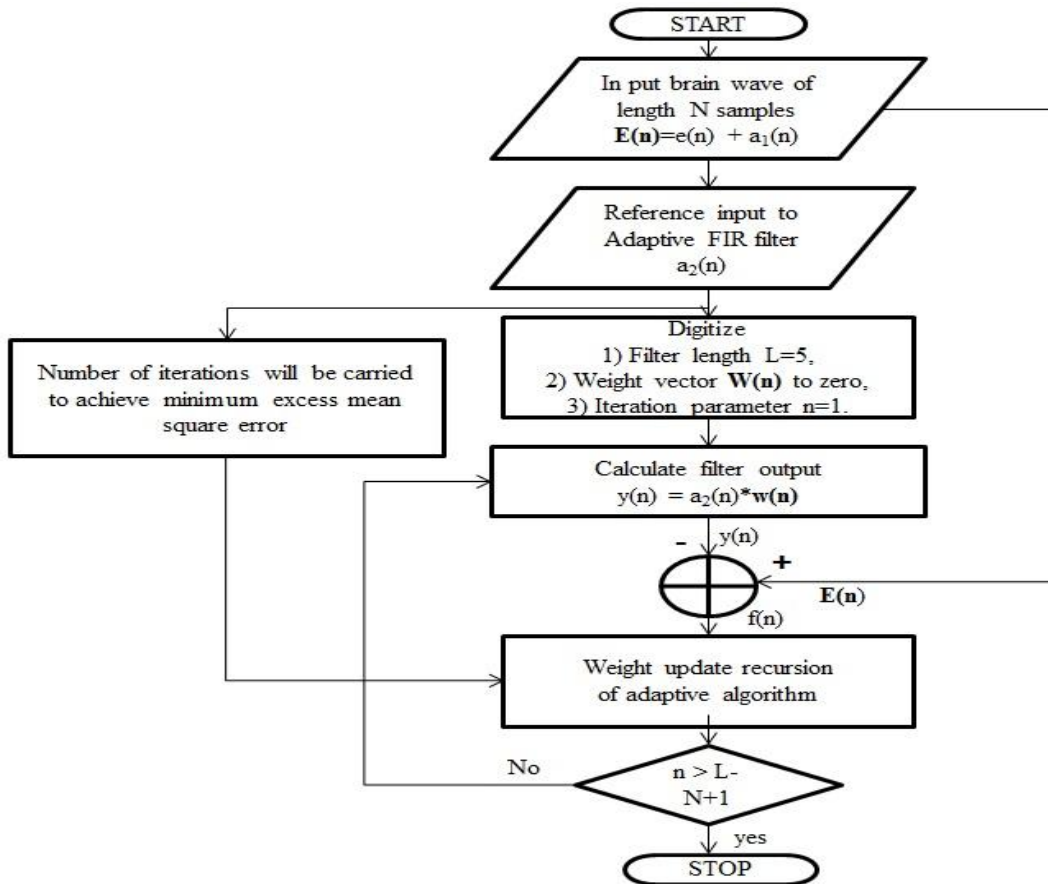 START
In put brain wave of
length N samples
E(n)=e(n) + a₁(n)
Reference input to
Adaptive FIR filter
a₂(n)
Digitize
1) Filter length L=5,
2) Weight vector W(n) to zero,
3) Iteration parameter n=1.
Number of iterations will be carried
to achieve minimum excess mean
square error
Calculate filter output
y(n) = a₂(n)*w(n)
- y(n)
+
E(n)
f(n)
Weight update recursion
of adaptive algorithm
No
n > L-
N+1
yes
STOP